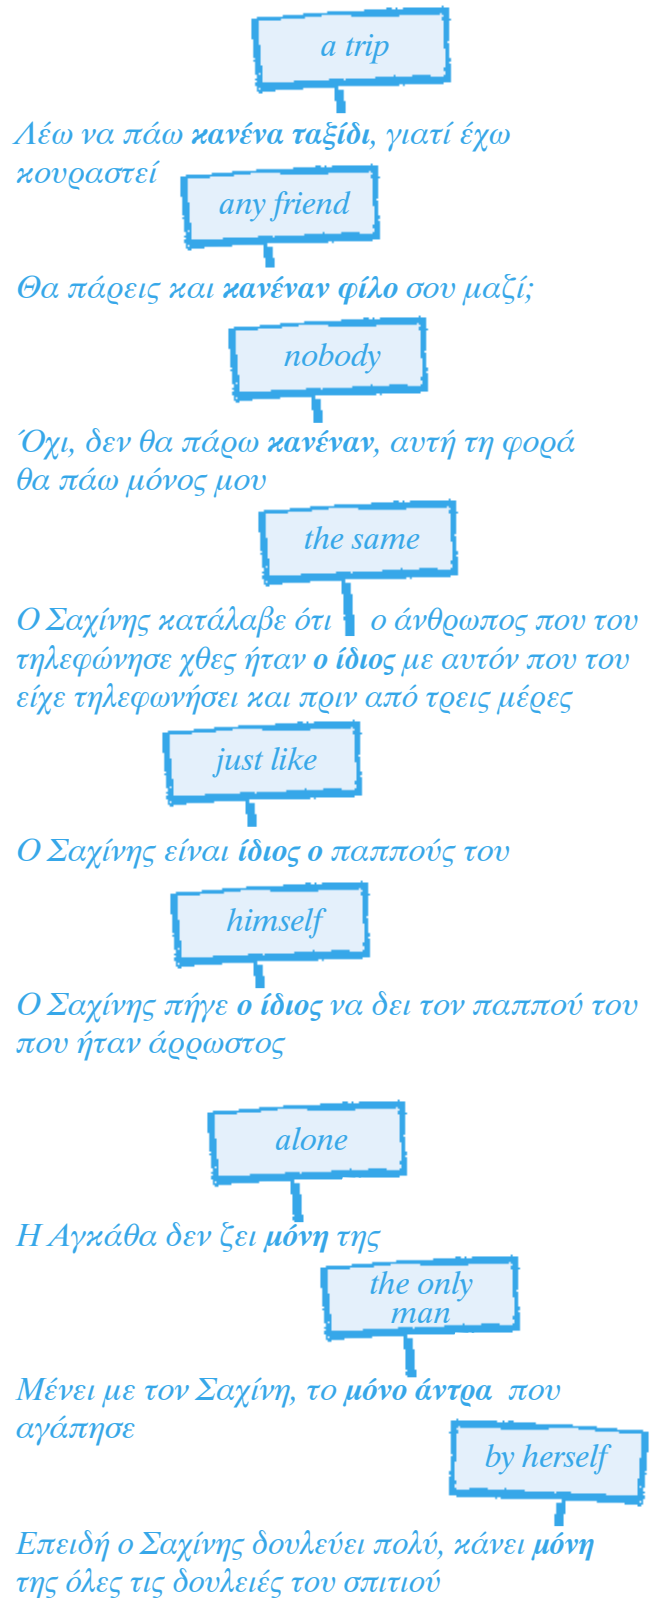 a trip
Λέω να πάω κανένα ταξίδι, γιατί έχω
κουραστεί
any friend
Θα πάρεις και κανέναν φίλο σου μαζί;
nobody
Όχι, δεν θα πάρω κανέναν, αυτή τη φορά
θα πάω μόνος μου
the same
Ο Σαχίνης κατάλαβε ότι ο άνθρωπος που του
τηλεφώνησε χθες ήταν ο ίδιος με αυτόν που του
είχε τηλεφωνήσει και πριν από τρεις μέρες
just like
Ο Σαχίνης είναι ίδιος ο παππούς του
himself
Ο Σαχίνης πήγε ο ίδιος να δει τον παππού του
που ήταν άρρωστος
alone
Η Αγκάθα δεν ζει μόνη της
the only
man
Μένει με τον Σαχίνη, το μόνο άντρα που
αγάπησε
by herself
Επειδή ο Σαχίνης δουλεύει πολύ, κάνει μόνη
της όλες τις δουλειές του σπιτιού